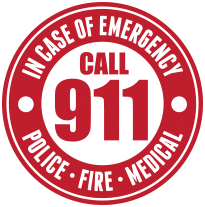 IN CASE OF EMERGENCY
CALL
911
POLICE • FIRE • MEDICAL